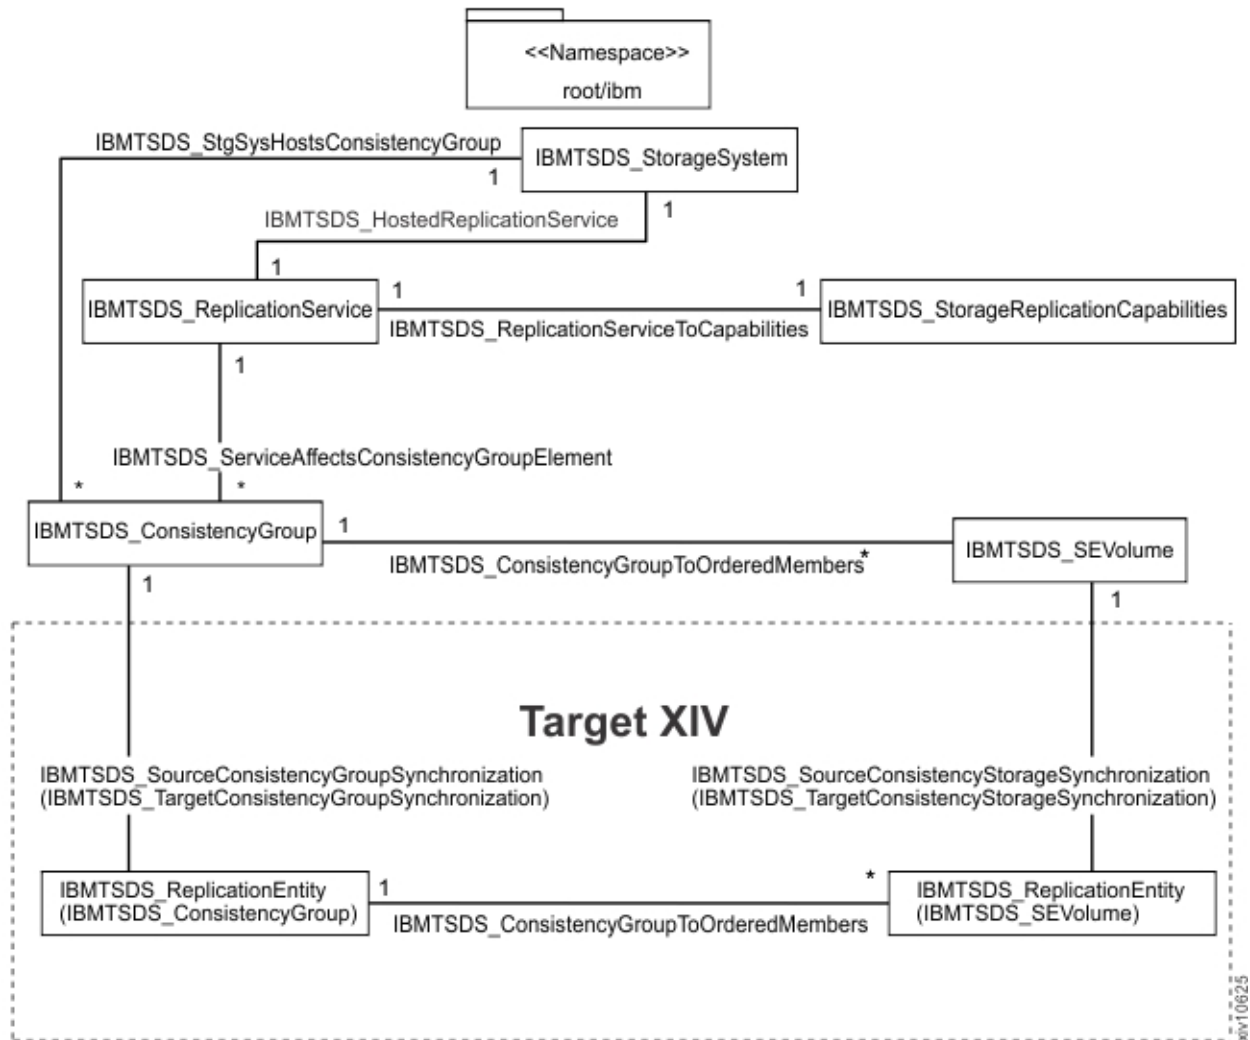 <<Namespace>>
root/ibm
IBMTSDS_StgSysHostsConsistencyGroup
IBMTSDS_StorageSystem
1
1
IBMTSDS_HostedReplicationService
1
IBMTSDS_ReplicationService
1
1
IBMTSDS_StorageReplicationCapabilities
IBMTSDS_ReplicationServiceToCapabilities
1
IBMTSDS_ServiceAffectsConsistencyGroupElement
*
*
IBMTSDS_ConsistencyGroup
1
IBMTSDS_ConsistencyGroupToOrderedMembers
*
IBMTSDS_SEVolume
1
1
Target XIV
IBMTSDS_SourceConsistencyGroupSynchronization
(IBMTSDS_TargetConsistencyGroupSynchronization)
IBMTSDS_SourceConsistencyStorageSynchronization
(IBMTSDS_TargetConsistencyStorageSynchronization)
IBMTSDS_ReplicationEntity
(IBMTSDS_ConsistencyGroup)
1
*
IBMTSDS_ConsistencyGroupToOrderedMembers
IBMTSDS_ReplicationEntity
(IBMTSDS_SEVolume)
xiv10625